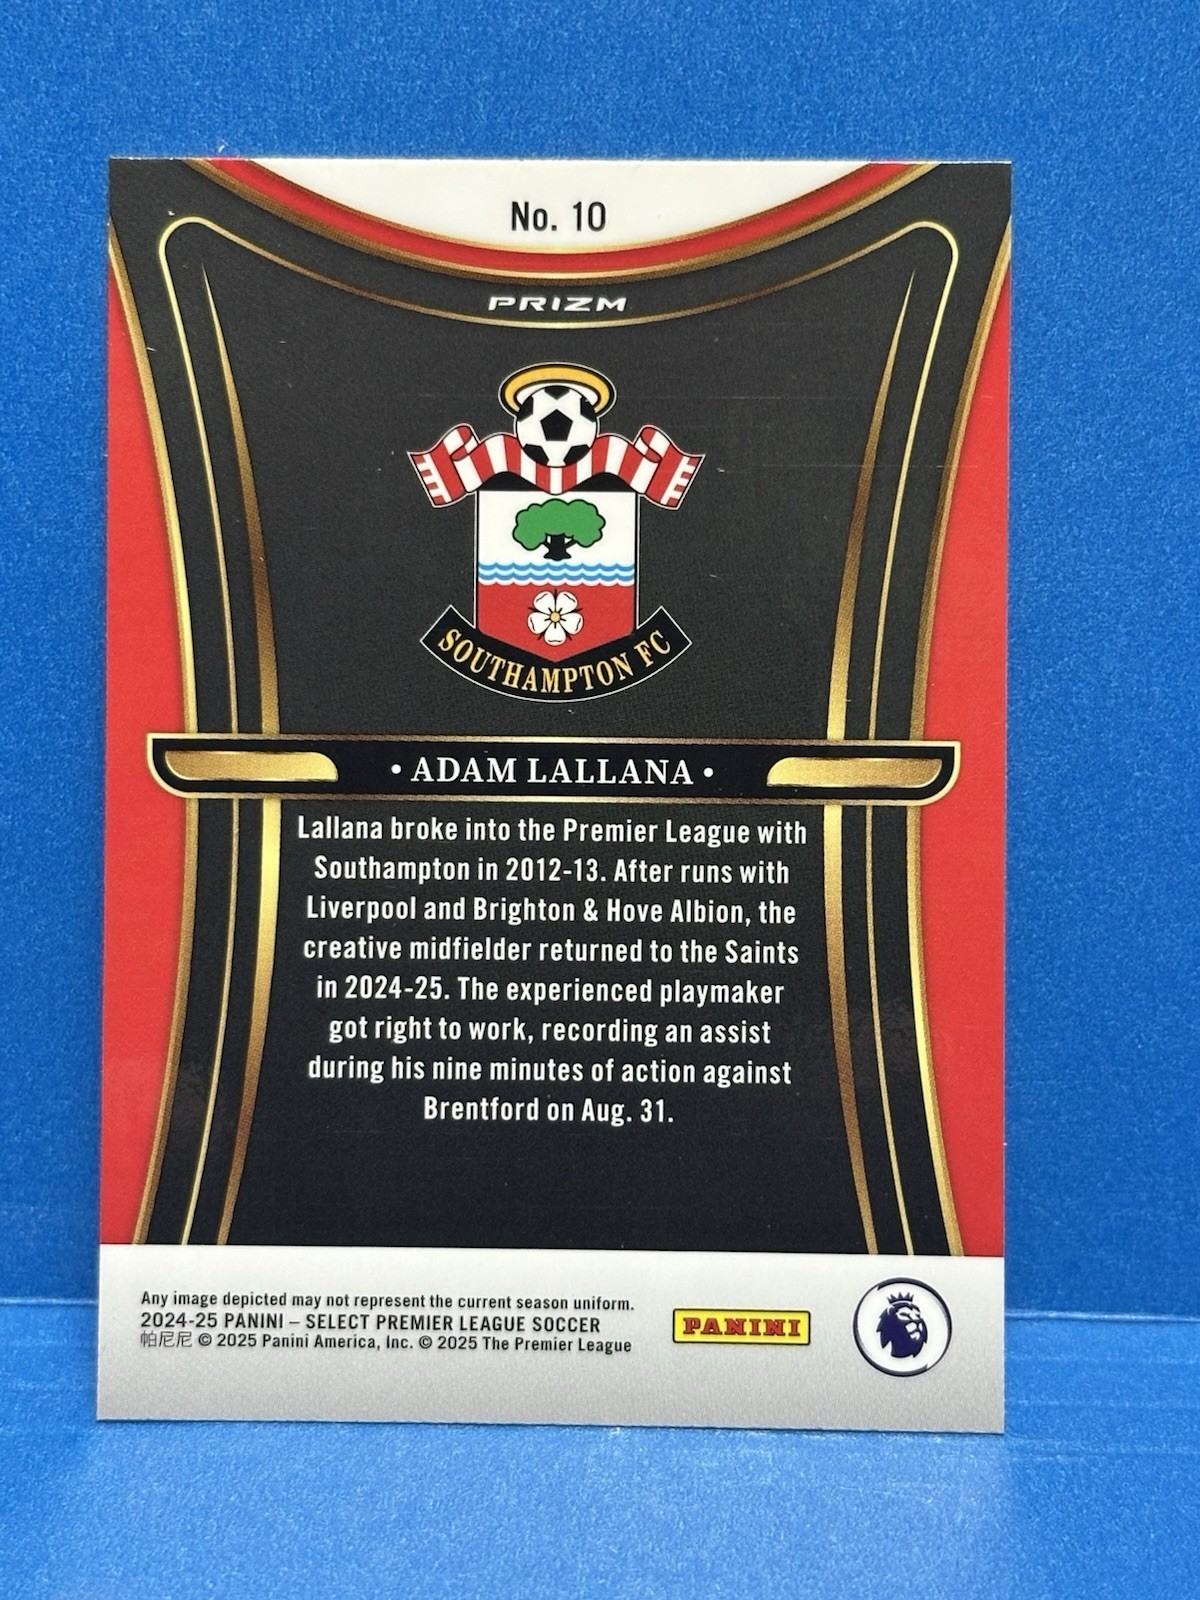 No. 10
PRIZM
SOUTHAMPTON FC
• ADAM LALLANA •
Lallana broke into the Premier League with
Southampton in 2012-13. After runs with
Liverpool and Brighton & Hove Albion, the
creative midfielder returned to the Saints
in 2024-25. The experienced playmaker
got right to work, recording an assist
during his nine minutes of action against
Brentford on Aug. 31.
Any image depicted may not represent the current season uniform.
2024-25 PANINI – SELECT PREMIER LEAGUE SOCCER
帕尼尼 © 2025 Panini America, Inc. © 2025 The Premier League
PANINI